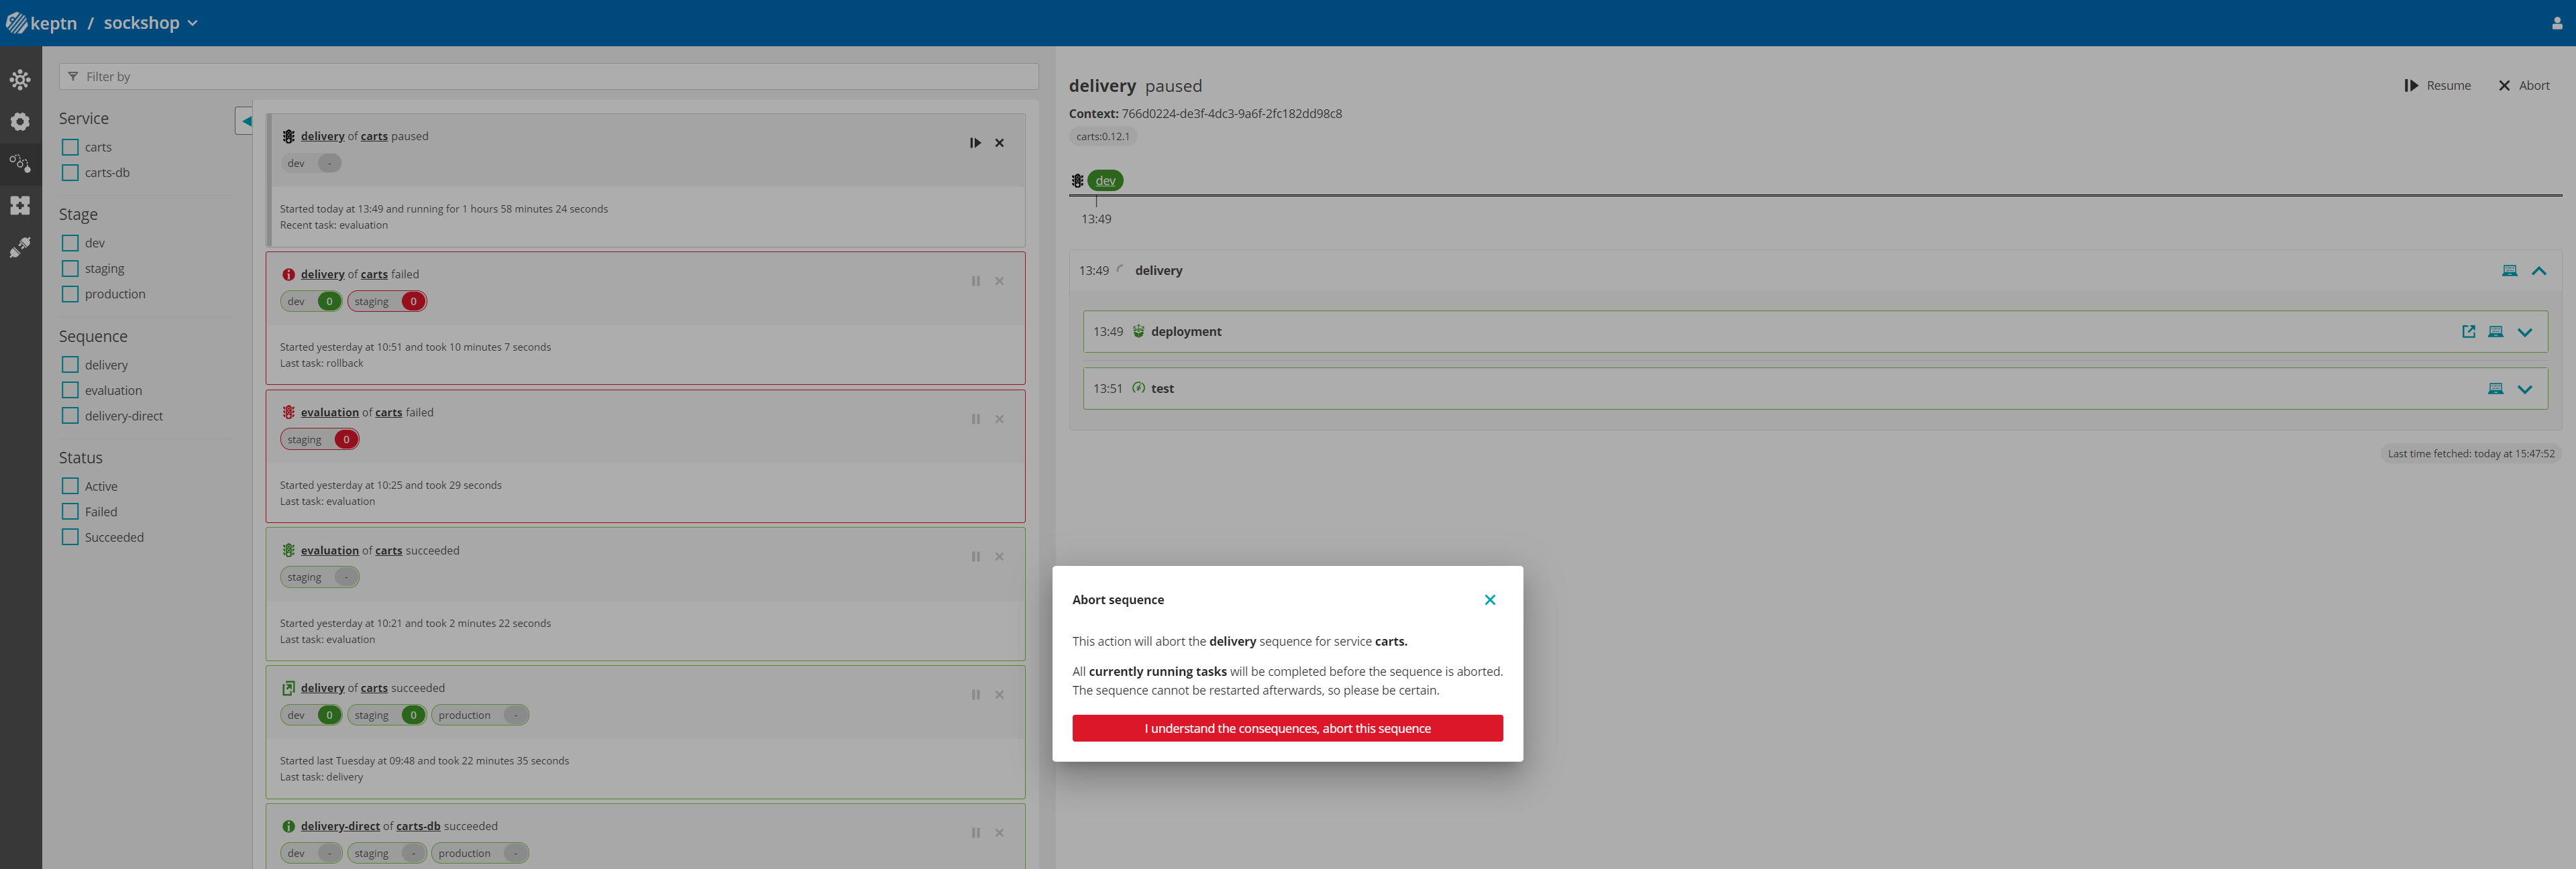 keptn / sockshop
Filter by
Service
carts
carts-db
Stage
dev
staging
production
Sequence
delivery
evaluation
delivery-direct
Status
Active
Failed
Succeeded
delivery of carts paused
dev -
Started today at 13:49 and running for 1 hours 58 minutes 24 seconds
Recent task: evaluation
delivery of carts failed
dev 0 staging 0
Started yesterday at 10:51 and took 10 minutes 7 seconds
Last task: rollback
evaluation of carts failed
staging 0
Started yesterday at 10:25 and took 29 seconds
Last task: evaluation
evaluation of carts succeeded
staging -
Started yesterday at 10:21 and took 2 minutes 22 seconds
Last task: evaluation
delivery of carts succeeded
dev 0 staging 0 production -
Started last Tuesday at 09:48 and took 22 minutes 35 seconds
Last task: delivery
delivery-direct of carts-db succeeded
dev - staging - production -
delivery paused
Resume Abort
Context: 766d0224-de3f-4dc3-9a6f-2fc182dd98c8
carts:0.12.1
dev
13:49
13:49 delivery
13:49 deployment
13:51 test
Last time fetched: today at 15:47:52
Abort sequence
This action will abort the delivery sequence for service carts.
All currently running tasks will be completed before the sequence is aborted.
The sequence cannot be restarted afterwards, so please be certain.
I understand the consequences, abort this sequence